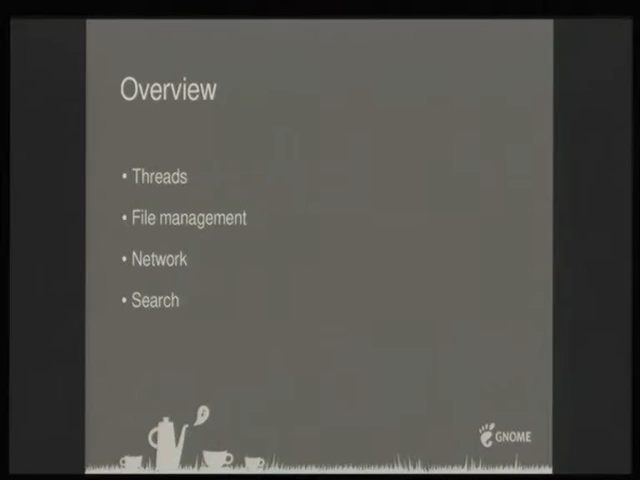 Overview
• Threads
• File management
• Network
• Search
GNOME